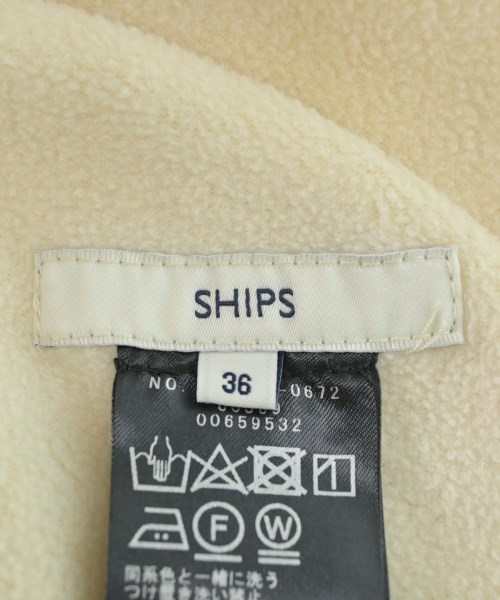 SHIPS
36
NO. -0672
00659532
F W
同系色と一緒に洗う
つけ置き洗い禁止